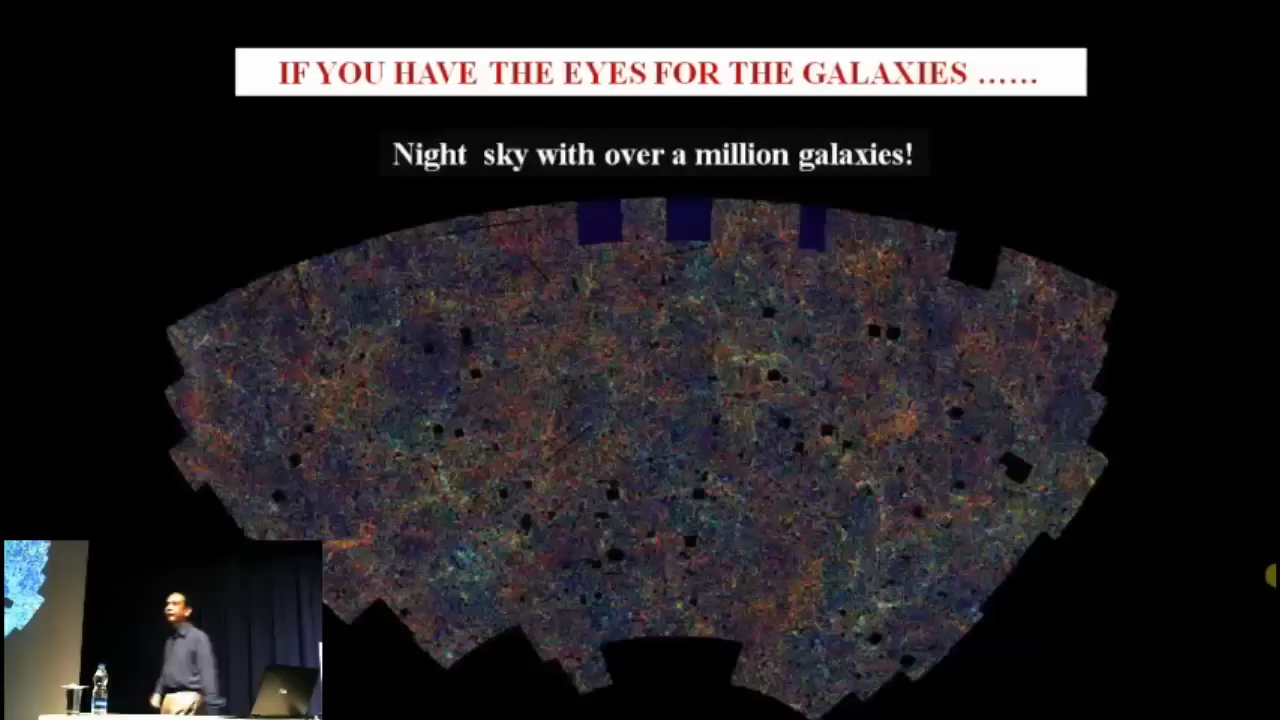 IF YOU HAVE THE EYES FOR THE GALAXIES ......
Night sky with over a million galaxies!